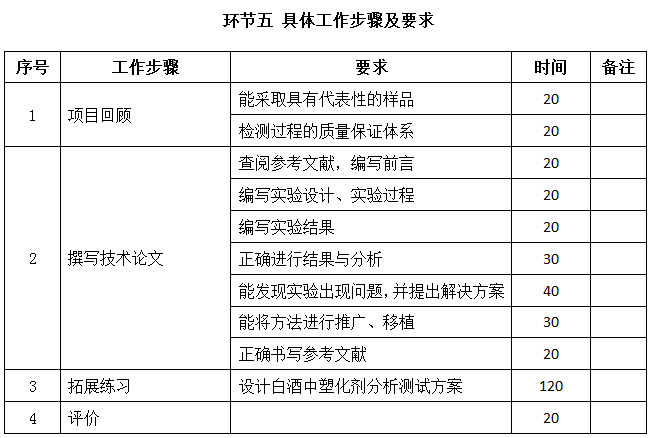 环节五 具体工作步骤及要求
序号 工作步骤 要求 时间 备注
1 项目回顾 能采取具有代表性的样品 20
检测过程的质量保证体系 20
2 撰写技术论文 查阅参考文献，编写前言 20
编写实验设计、实验过程 20
编写实验结果 20
正确进行结果与分析 30
能发现实验出现问题，并提出解决方案 40
能将方法进行推广、移植 30
正确书写参考文献 20
3 拓展练习 设计白酒中塑化剂分析测试方案 120
4 评价 20